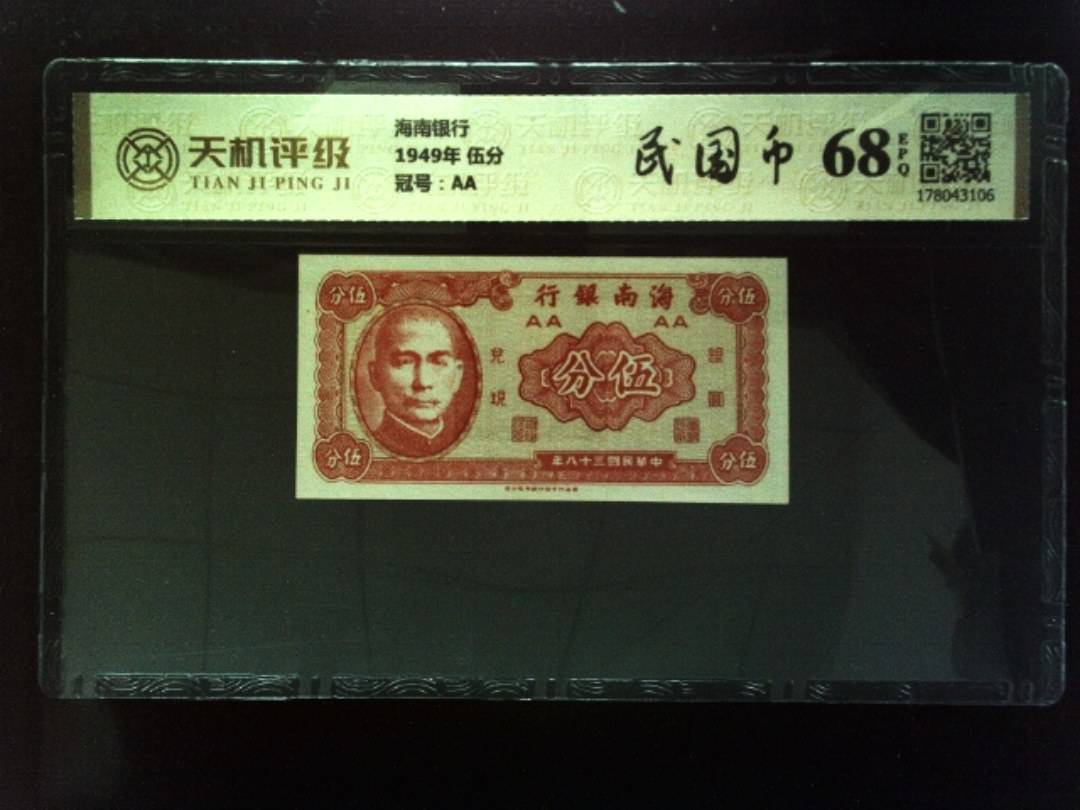 天机评级
TIAN JI PING JI
海南银行
1949年 伍分
冠号：AA
民国币
68
EPQ
178043106
分伍
行銀南海
分伍
AA
AA
兌現
分伍
銀圓
分伍
年八十三國民華中
分伍